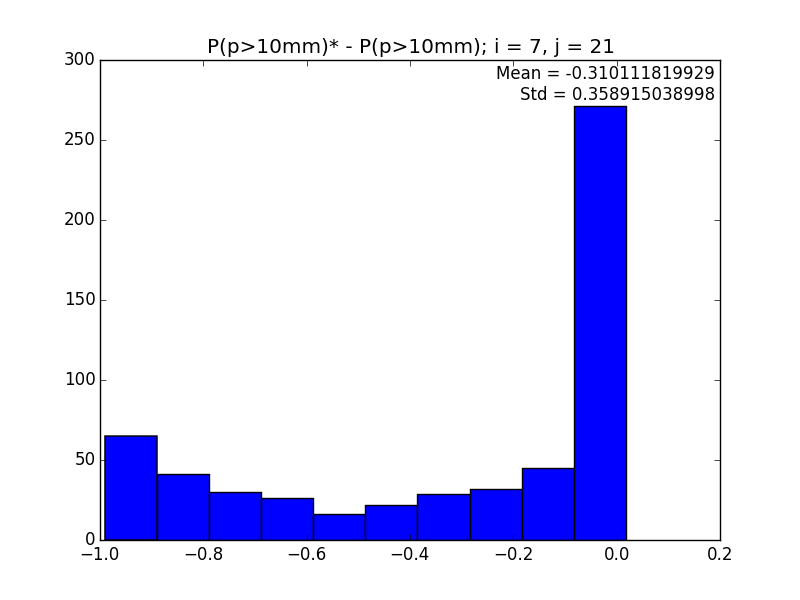 P(p>10mm)* - P(p>10mm); i = 7, j = 21
Mean = -0.310111819929
Std = 0.358915038998
300
250
200
150
100
50
0
−1.0 −0.8 −0.6 −0.4 −0.2 0.0 0.2